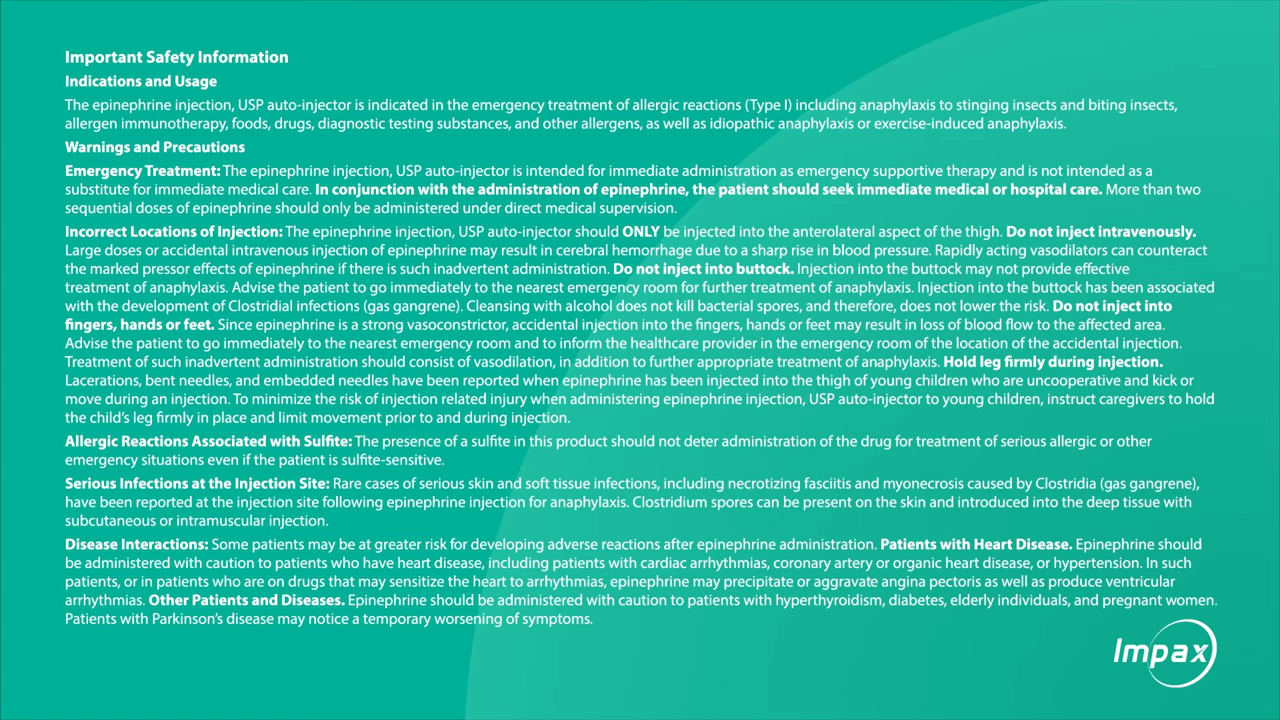 Important Safety Information
Indications and Usage
The epinephrine injection, USP auto-injector is indicated in the emergency treatment of allergic reactions (Type I) including anaphylaxis to stinging insects and biting insects,
allergen immunotherapy, foods, drugs, diagnostic testing substances, and other allergens, as well as idiopathic anaphylaxis or exercise-induced anaphylaxis.
Warnings and Precautions
Emergency Treatment: The epinephrine injection, USP auto-injector is intended for immediate administration as emergency supportive therapy and is not intended as a
substitute for immediate medical care. In conjunction with the administration of epinephrine, the patient should seek immediate medical or hospital care. More than two
sequential doses of epinephrine should only be administered under direct medical supervision.
Incorrect Locations of Injection: The epinephrine injection, USP auto-injector should ONLY be injected into the anterolateral aspect of the thigh. Do not inject intravenously.
Large doses or accidental intravenous injection of epinephrine may result in cerebral hemorrhage due to a sharp rise in blood pressure. Rapidly acting vasodilators can counteract
the marked pressor effects of epinephrine if there is such inadvertent administration. Do not inject into buttock. Injection into the buttock may not provide effective
treatment of anaphylaxis. Advise the patient to go immediately to the nearest emergency room for further treatment of anaphylaxis. Injection into the buttock has been associated
with the development of Clostridial infections (gas gangrene). Cleansing with alcohol does not kill bacterial spores, and therefore, does not lower the risk. Do not inject into
fingers, hands or feet. Since epinephrine is a strong vasoconstrictor, accidental injection into the fingers, hands or feet may result in loss of blood flow to the affected area.
Advise the patient to go immediately to the nearest emergency room and to inform the healthcare provider in the emergency room of the location of the accidental injection.
Treatment of such inadvertent administration should consist of vasodilation, in addition to further appropriate treatment of anaphylaxis. Hold leg firmly during injection.
Lacerations, bent needles, and embedded needles have been reported when epinephrine has been injected into the thigh of young children who are uncooperative and kick or
move during an injection. To minimize the risk of injection related injury when administering epinephrine injection, USP auto-injector to young children, instruct caregivers to hold
the child's leg firmly in place and limit movement prior to and during injection.
Allergic Reactions Associated with Sulfite: The presence of a sulfite in this product should not deter administration of the drug for treatment of serious allergic or other
emergency situations even if the patient is sulfite-sensitive.
Serious Infections at the Injection Site: Rare cases of serious skin and soft tissue infections, including necrotizing fasciitis and myonecrosis caused by Clostridia (gas gangrene),
have been reported at the injection site following epinephrine injection for anaphylaxis. Clostridium spores can be present on the skin and introduced into the deep tissue with
subcutaneous or intramuscular injection.
Disease Interactions: Some patients may be at greater risk for developing adverse reactions after epinephrine administration. Patients with Heart Disease. Epinephrine should
be administered with caution to patients who have heart disease, including patients with cardiac arrhythmias, coronary artery or organic heart disease, or hypertension. In such
patients, or in patients who are on drugs that may sensitize the heart to arrhythmias, epinephrine may precipitate or aggravate angina pectoris as well as produce ventricular
arrhythmias. Other Patients and Diseases. Epinephrine should be administered with caution to patients with hyperthyroidism, diabetes, elderly individuals, and pregnant women.
Patients with Parkinson's disease may notice a temporary worsening of symptoms.
Impax